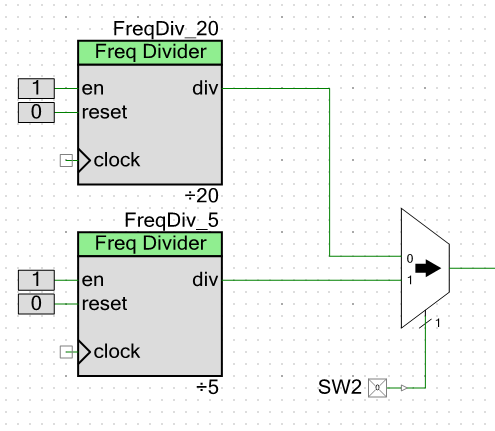 FreqDiv_20
Freq Divider
1 en div
0 reset
clock
÷20
FreqDiv_5
Freq Divider
0
1 en div
1
0 reset
1
clock
÷5
SW2 0